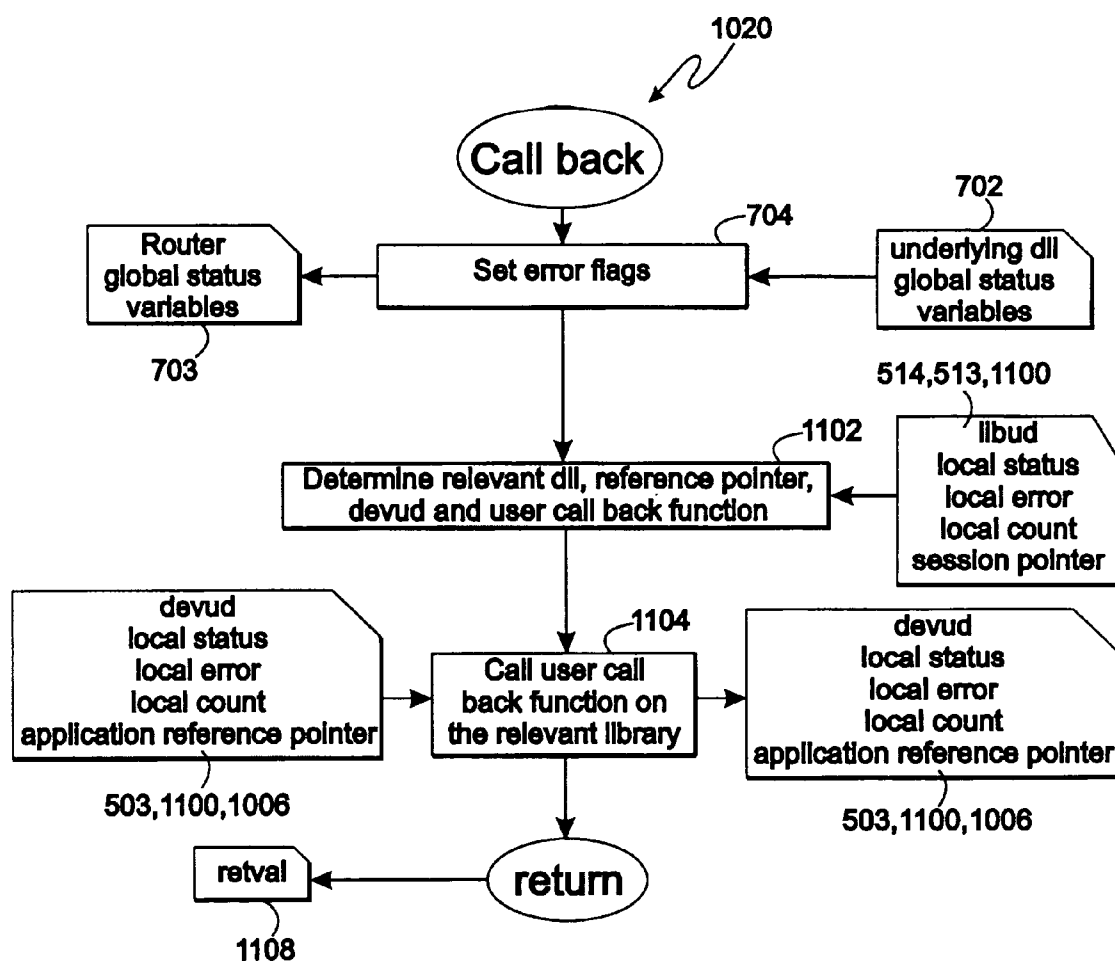 1020
Call back
704
702
Router
global status
variables
Set error flags
underlying dll
global status
variables
703
514,513,1100
1102
libud
local status
local error
local count
session pointer
Determine relevant dll, reference pointer,
devud and user call back function
devud
local status
local error
local count
application reference pointer
1104
Call user call
back function on
the relevant library
devud
local status
local error
local count
application reference pointer
503,1100,1006
503,1100,1006
retval
return
1108